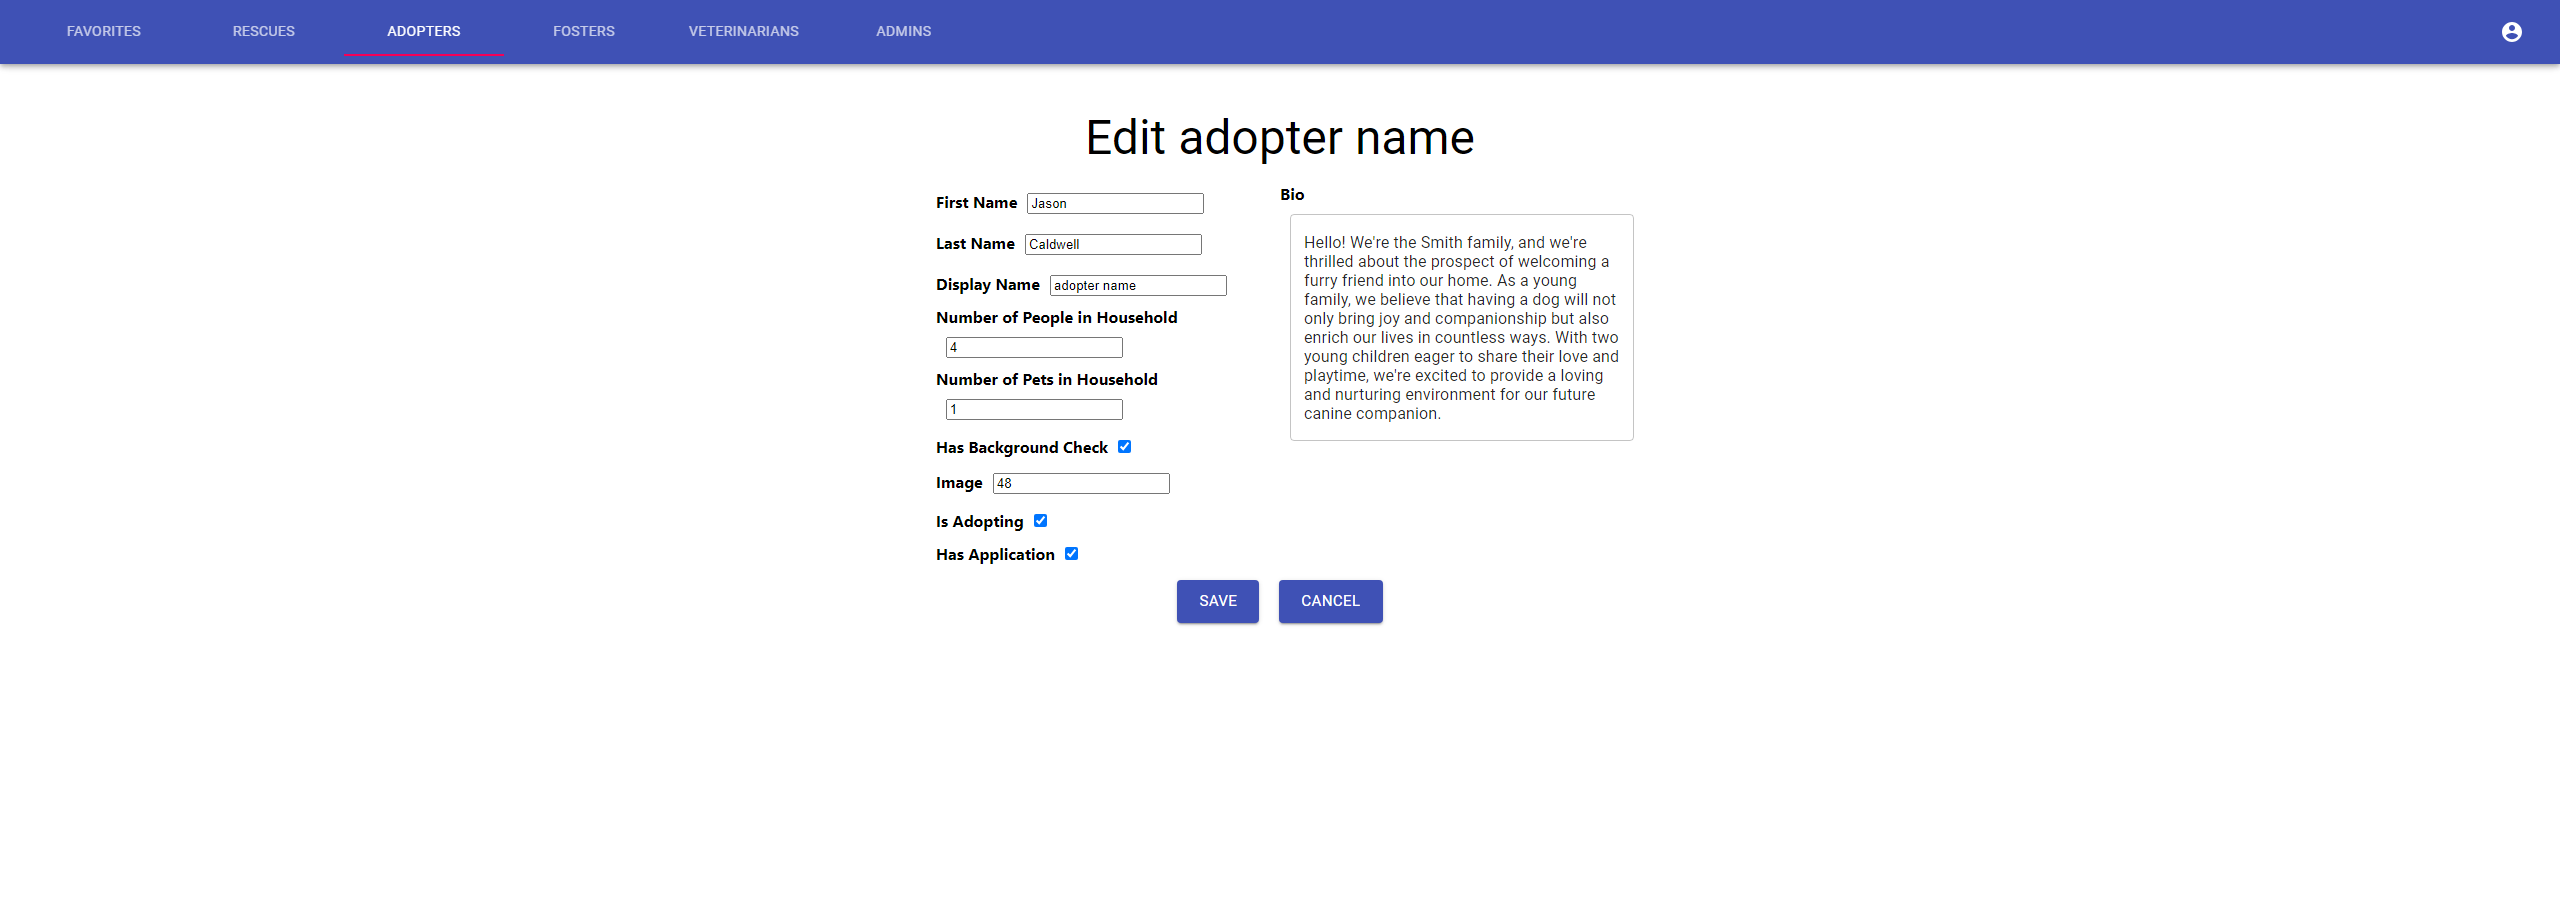 FAVORITES RESCUES ADOPTERS FOSTERS VETERINARIANS ADMINS
Edit adopter name
First Name Jason
Last Name Caldwell
Display Name adopter name
Number of People in Household
4
Number of Pets in Household
1
Has Background Check
Image 48
Is Adopting
Has Application
Bio
Hello! We're the Smith family, and we're
thrilled about the prospect of welcoming a
furry friend into our home. As a young
family, we believe that having a dog will not
only bring joy and companionship but also
enrich our lives in countless ways. With two
young children eager to share their love and
playtime, we're excited to provide a loving
and nurturing environment for our future
canine companion.
SAVE CANCEL